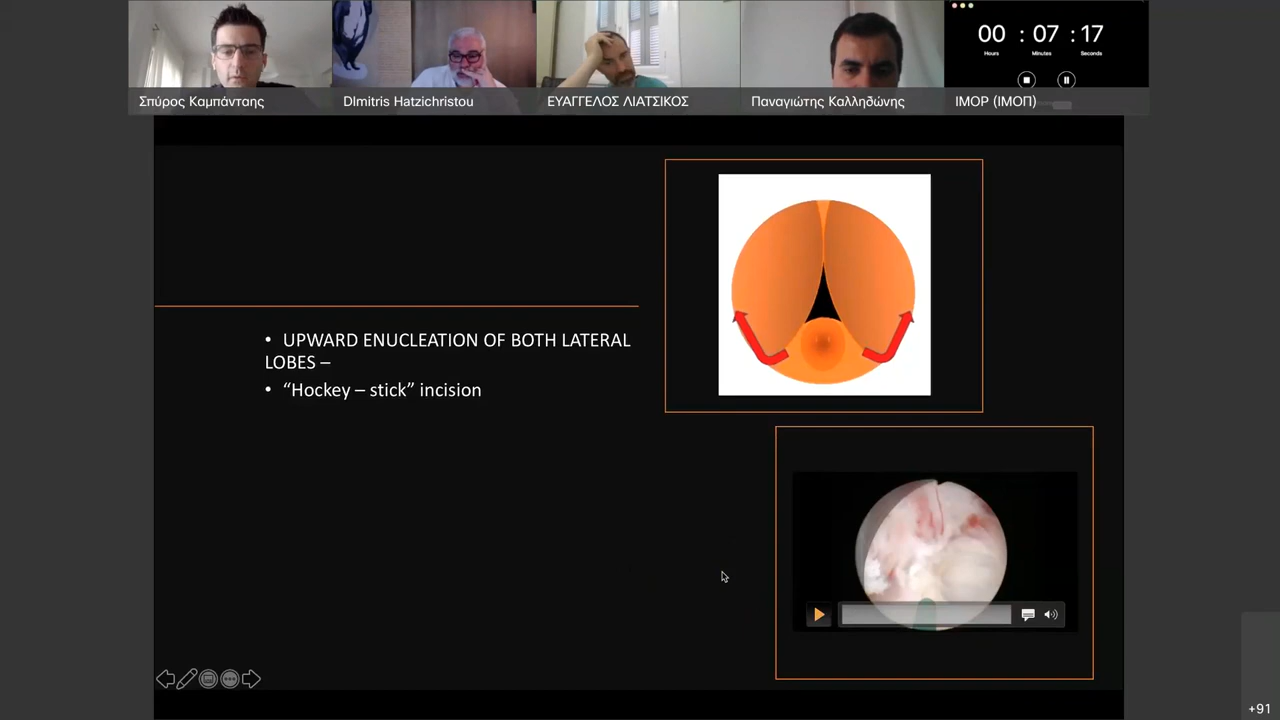 00 : 07 : 17
Hours Minutes Seconds
Σπύρος Καμπάνταης
DImitris Hatzichristou
ΕΥΑΓΓΕΛΟΣ ΛΙΑΤΣΙΚΟΣ
Παναγιώτης Καλληδώνης
IMOP (ΙΜΟΠ)
• UPWARD ENUCLEATION OF BOTH LATERAL
LOBES –
• “Hockey – stick” incision
+91